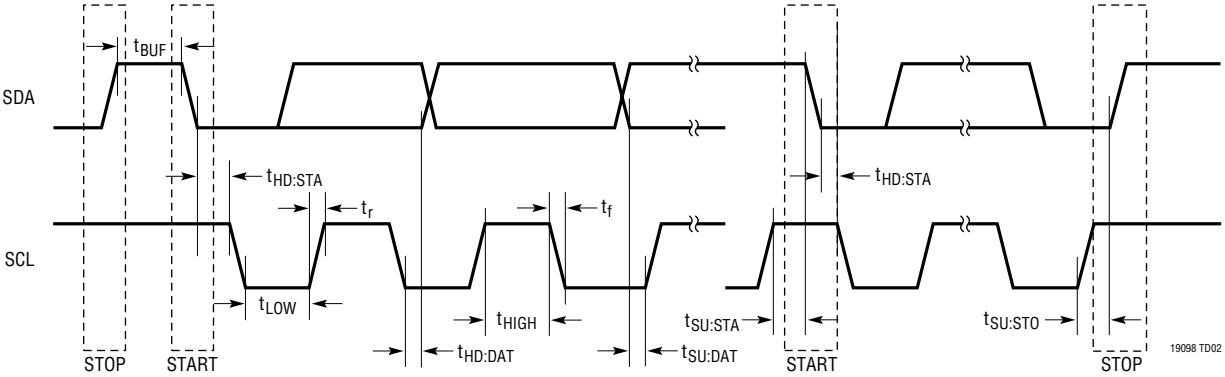 tBUF
SDA
tHD:STA
tHD:STA
tr
tf
SCL
tLOW
tHIGH
tSU:STA
tSU:STO
tHD:DAT
tSU:DAT
STOP START START STOP
19098 TD02